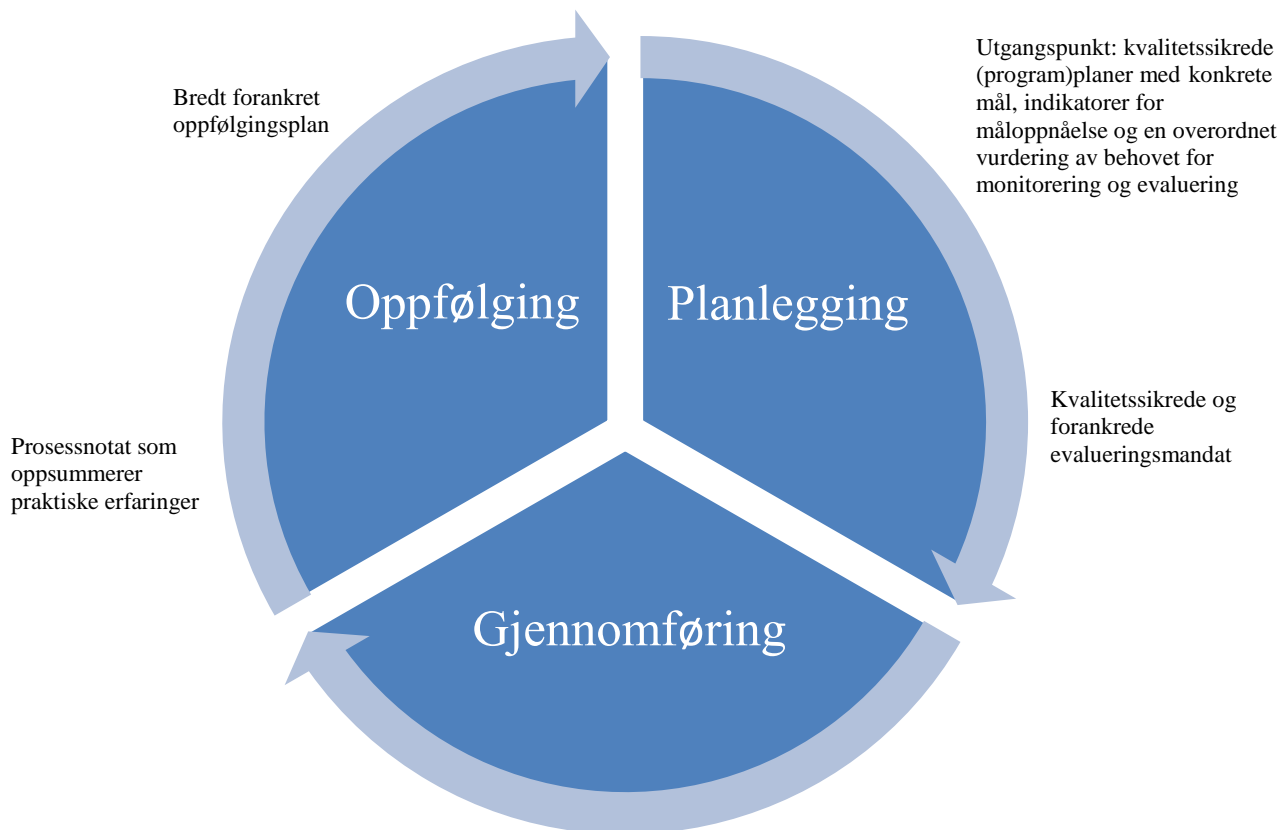 Utgangspunkt: kvalitetssikrede
(program)planer med konkrete
mål, indikatorer for
måloppnåelse og en overordnet
vurdering av behovet for
monitorering og evaluering
Bredt forankret
oppfølgingsplan
Oppfølging
Planlegging
Kvalitetssikrede og
forankrede
evalueringsmandat
Prosessnotat som
oppsummerer
praktiske erfaringer
Gjennomføring